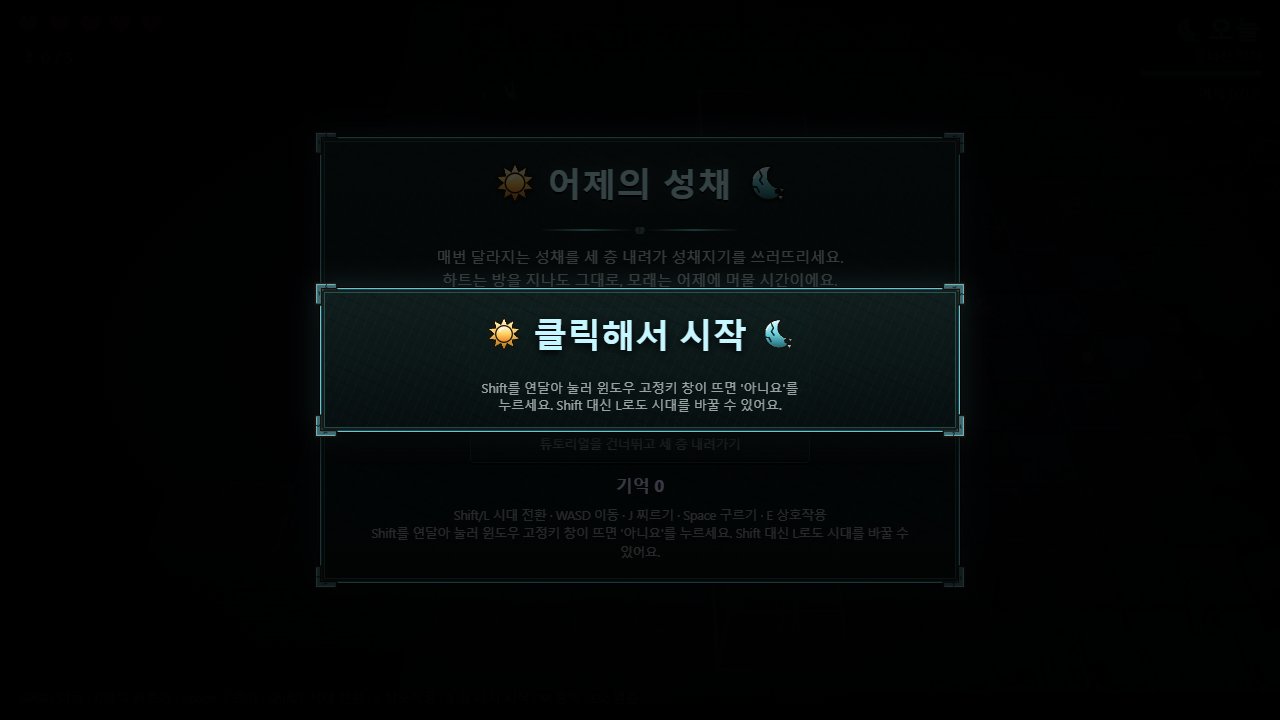 어제의 성채
매번 달라지는 성채를 세 층 내려가 성채지기를 쓰러뜨리세요.
하트는 방을 지나도 그대로, 모래는 어제에 머물 시간이에요.
클릭해서 시작
Shift를 연달아 눌러 윈도우 고정키 창이 뜨면 '아니요'를
누르세요. Shift 대신 L로도 시대를 바꿀 수 있어요.
튜토리얼을 건너뛰고 세 층 내려가기
기억 0
Shift/L 시대 전환 · WASD 이동 · J 찌르기 · Space 구르기 · E 상호작용
Shift를 연달아 눌러 윈도우 고정키 창이 뜨면 '아니요'를 누르세요. Shift 대신 L로도 시대를 바꿀 수
있어요.